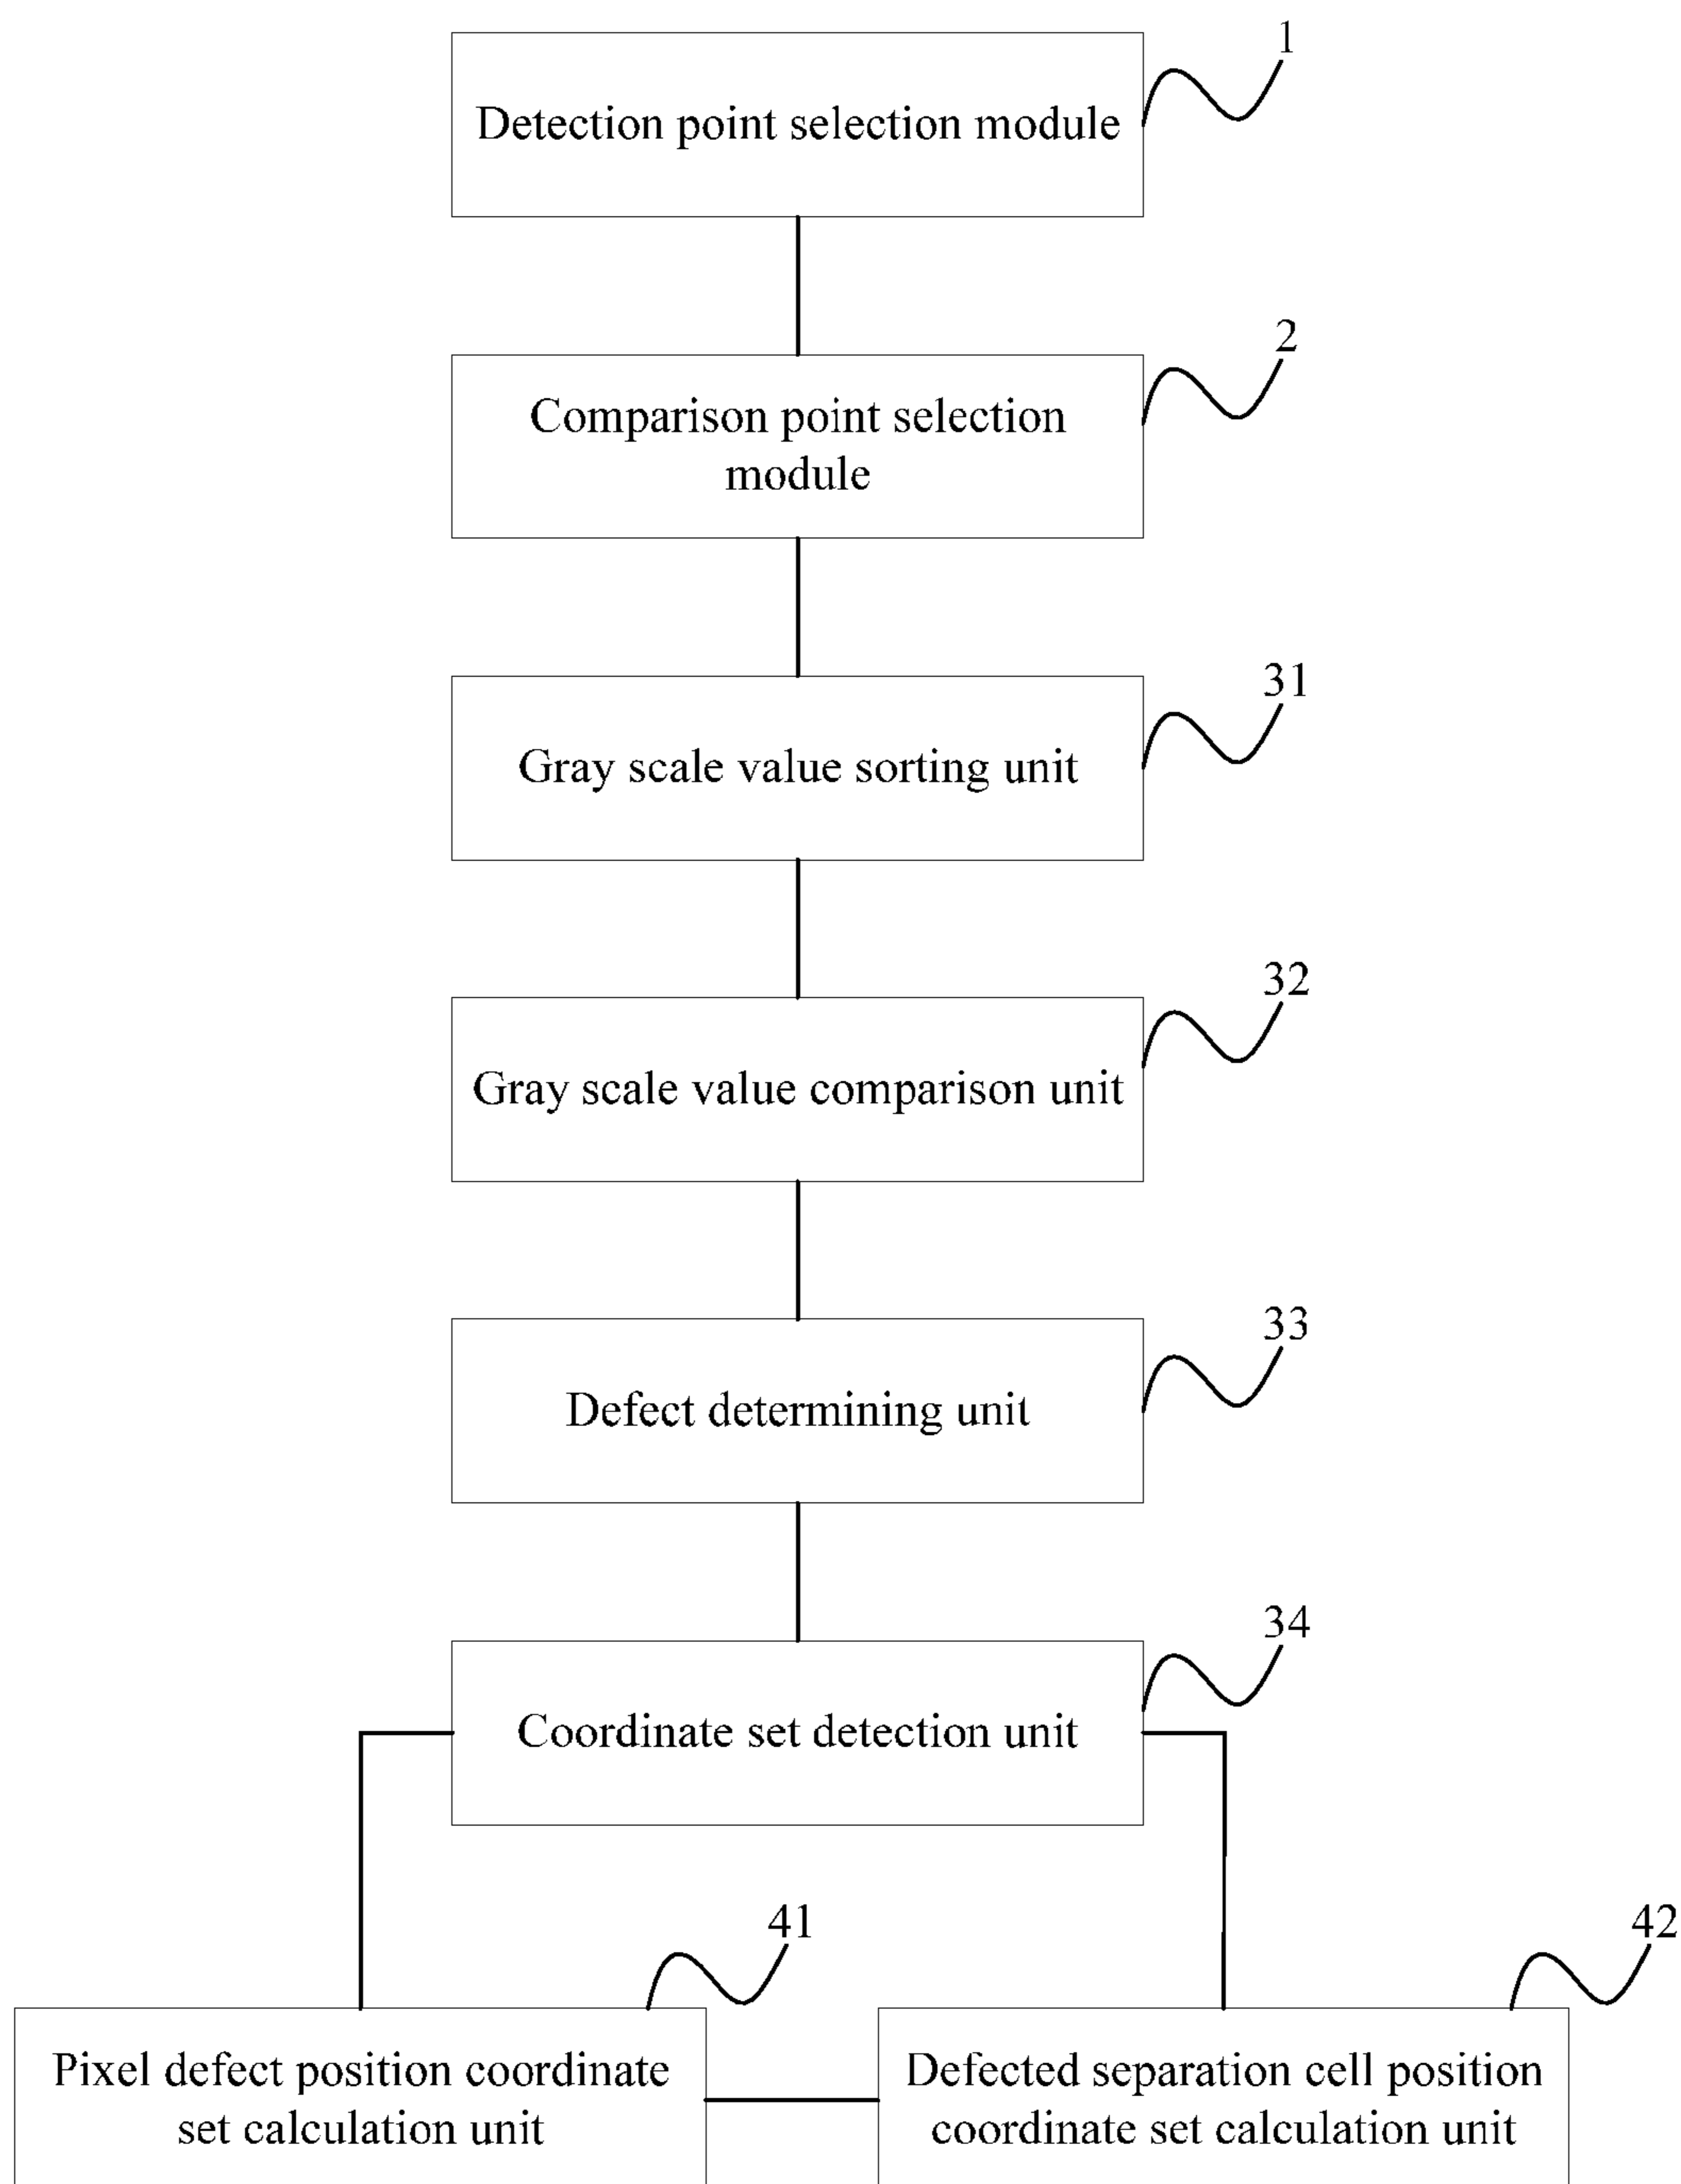 1
Detection point selection module
2
Comparison point selection
module
31
Gray scale value sorting unit
32
Gray scale value comparison unit
33
Defect determining unit
34
Coordinate set detection unit
41
42
Pixel defect position coordinate
set calculation unit
Defected separation cell position
coordinate set calculation unit